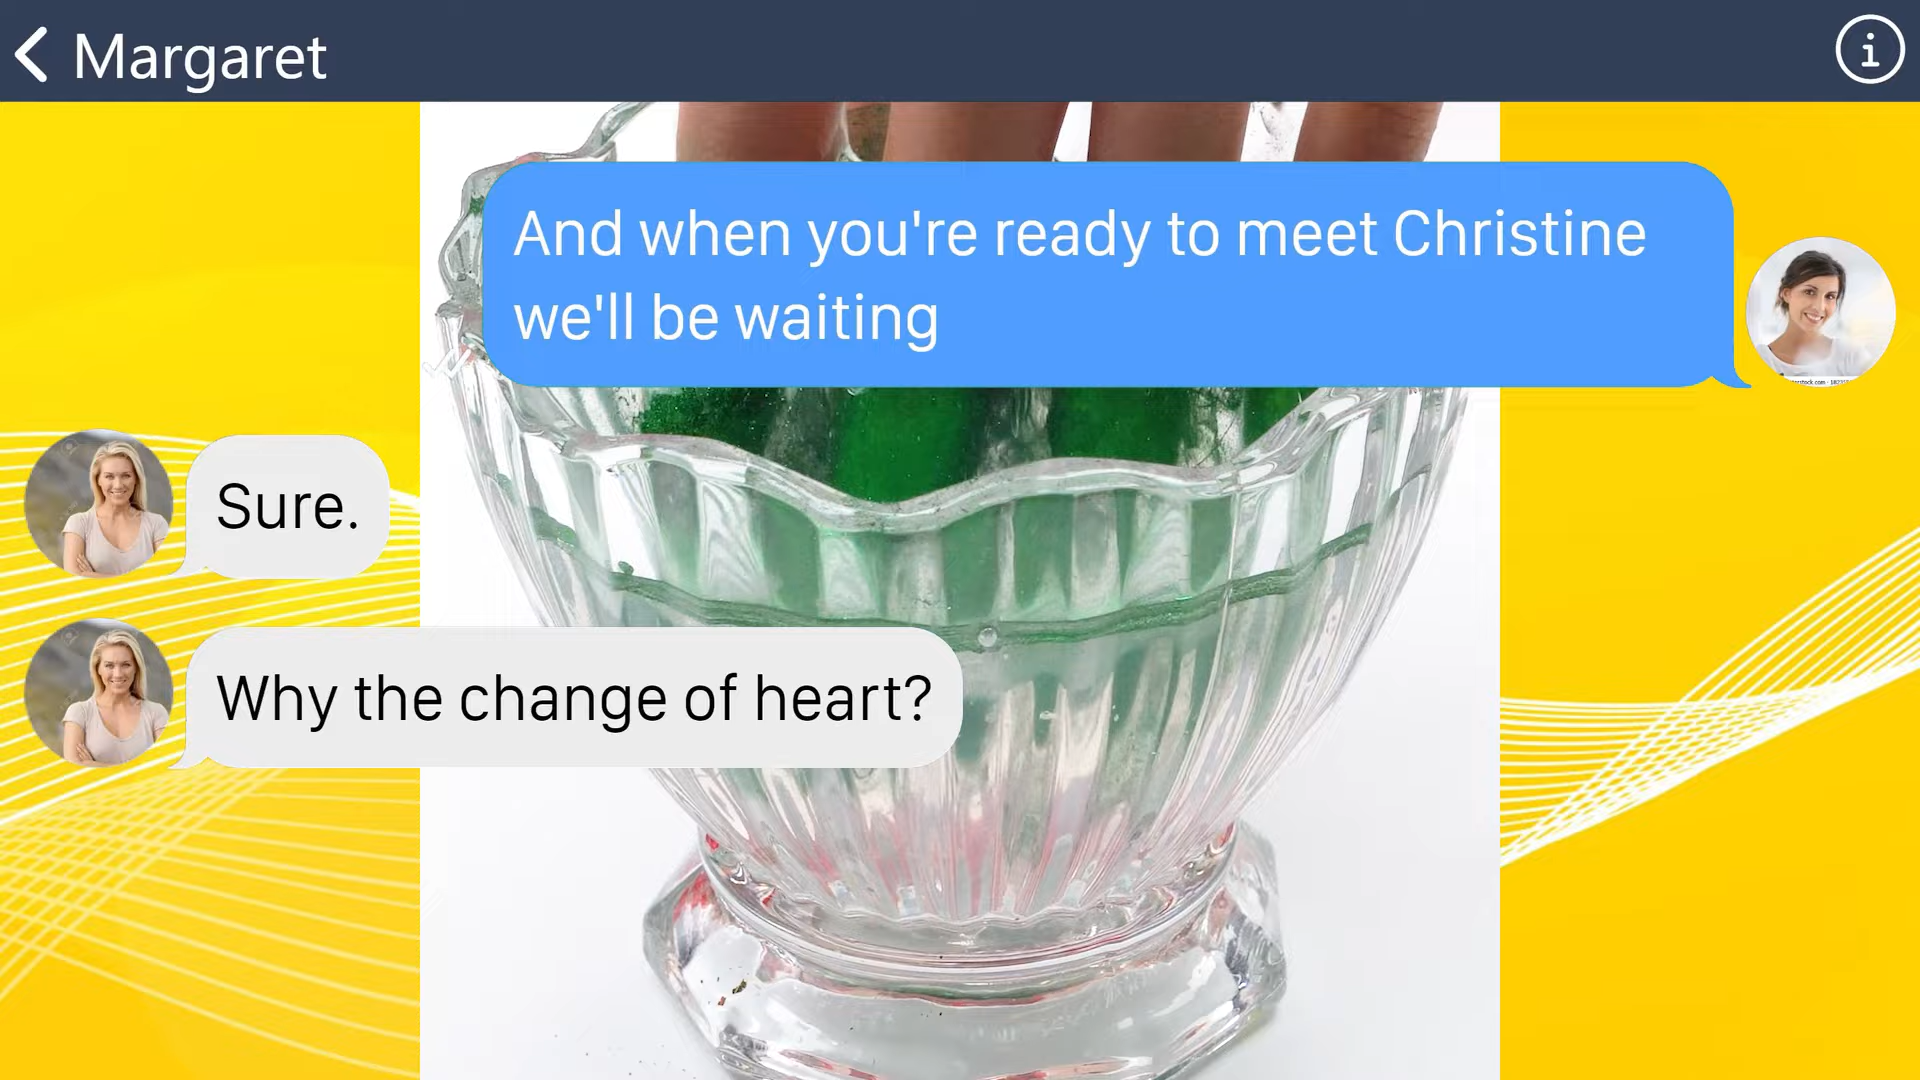 Margaret
And when you're ready to meet Christine
we'll be waiting
Sure.
Why the change of heart?